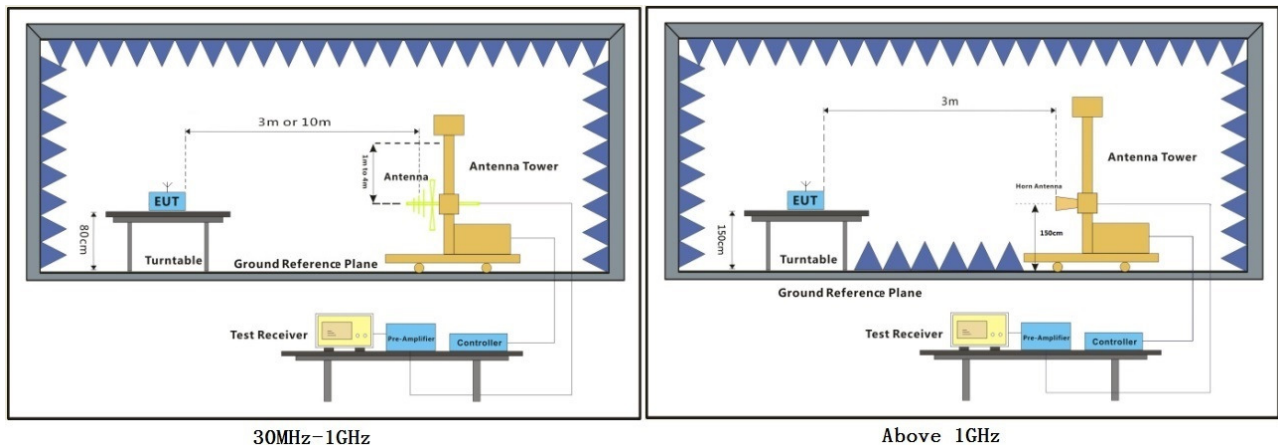 3m or 10m
1m to 4m
Antenna
Antenna Tower
EUT
80cm
Turntable
Ground Reference Plane
Test Receiver
Pre-Amplifier
Controller
30MHz-1GHz
3m
Antenna Tower
Horn Antenna
EUT
150cm
150cm
Turntable
Ground Reference Plane
Test Receiver
Pre-Amplifier
Controller
Above 1GHz